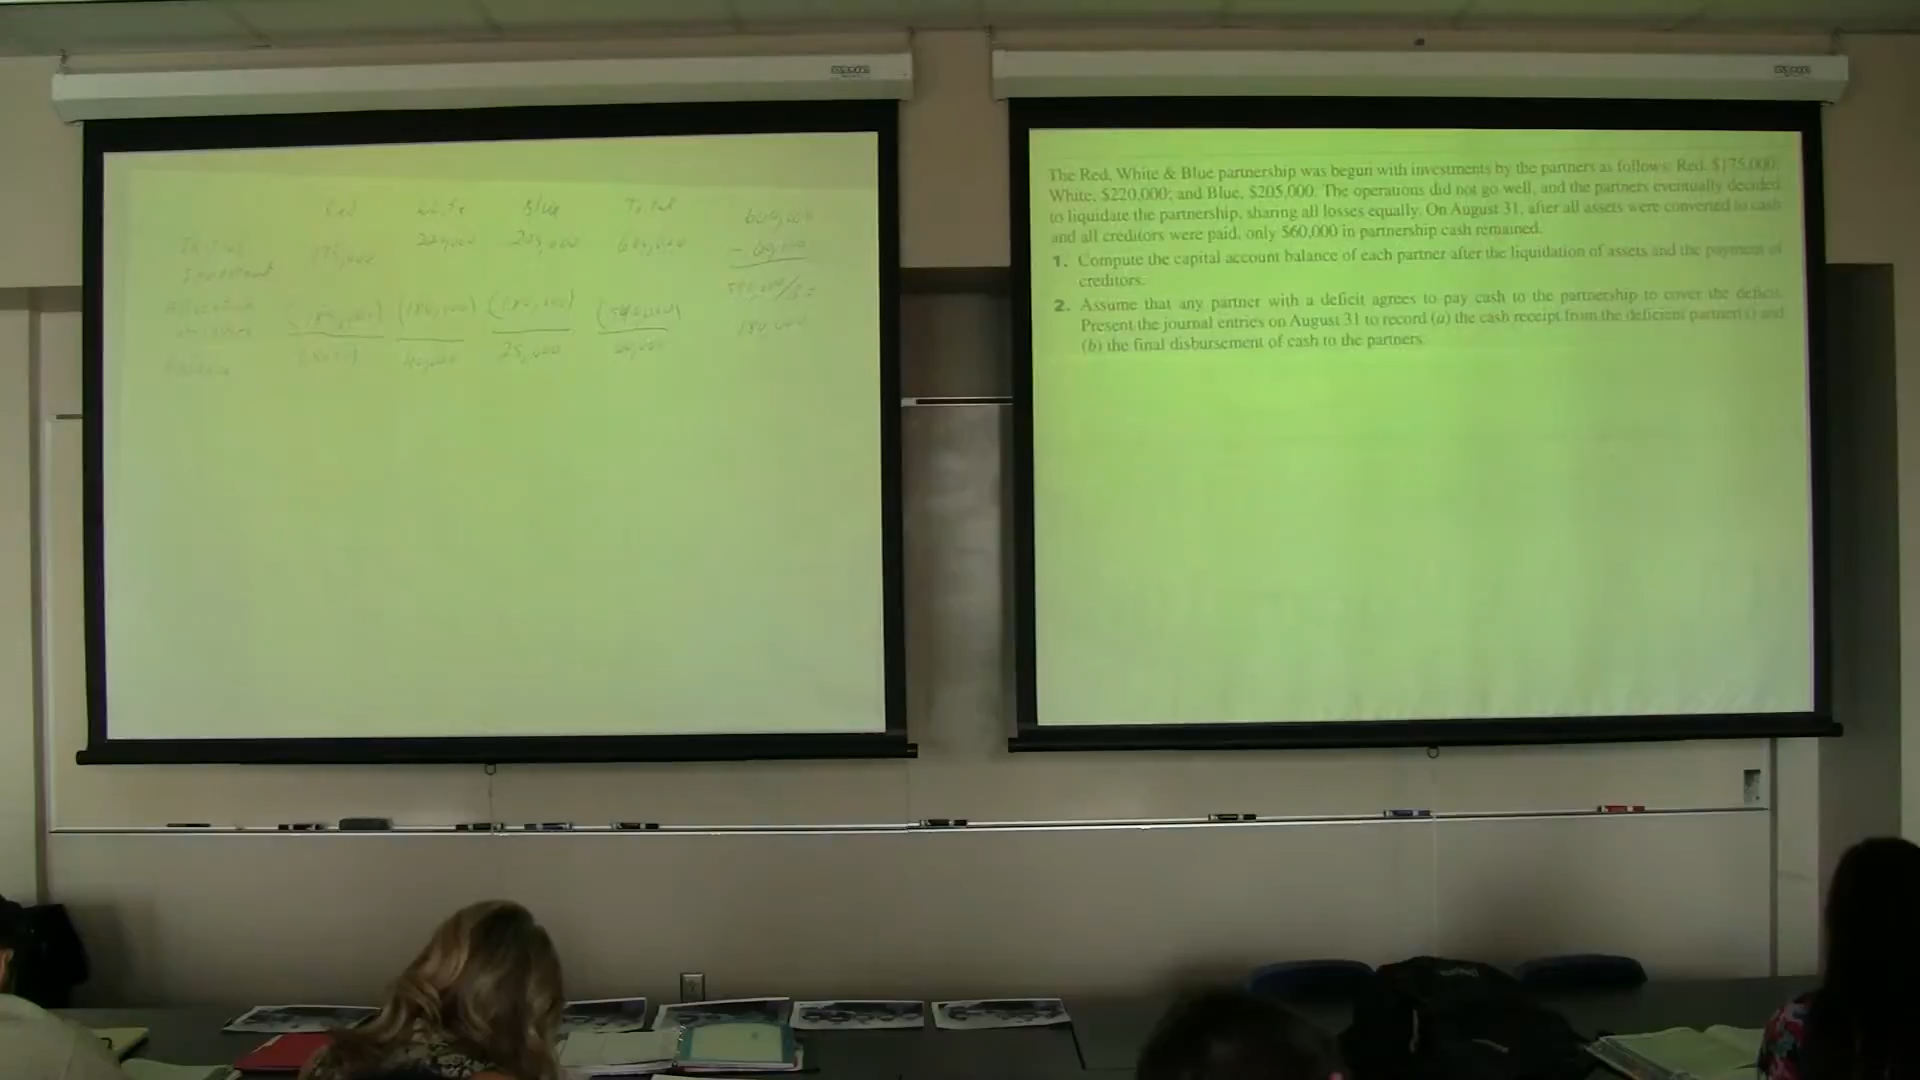 Red White Blue Total 600,000
Initial 175,000 220,000 205,000 600,000 - 60,000
Investment
540,000/3 =
Allocation (180,000) (180,000) (180,000) (540,000) 180,000
Balance 40,000 25,000 60,000
The Red, White & Blue partnership was begun with investments by the partners as follows: Red, $175,000;
White, $220,000; and Blue, $205,000. The operations did not go well, and the partners eventually decided
to liquidate the partnership, sharing all losses equally. On August 31, after all assets were converted to cash
and all creditors were paid, only $60,000 in partnership cash remained.
1. Compute the capital account balance of each partner after the liquidation of assets and the payment of
creditors.
2. Assume that any partner with a deficit agrees to pay cash to the partnership to cover the deficit.
Present the journal entries on August 31 to record (a) the cash receipt from the deficient partner(s) and
(b) the final disbursement of cash to the partners.